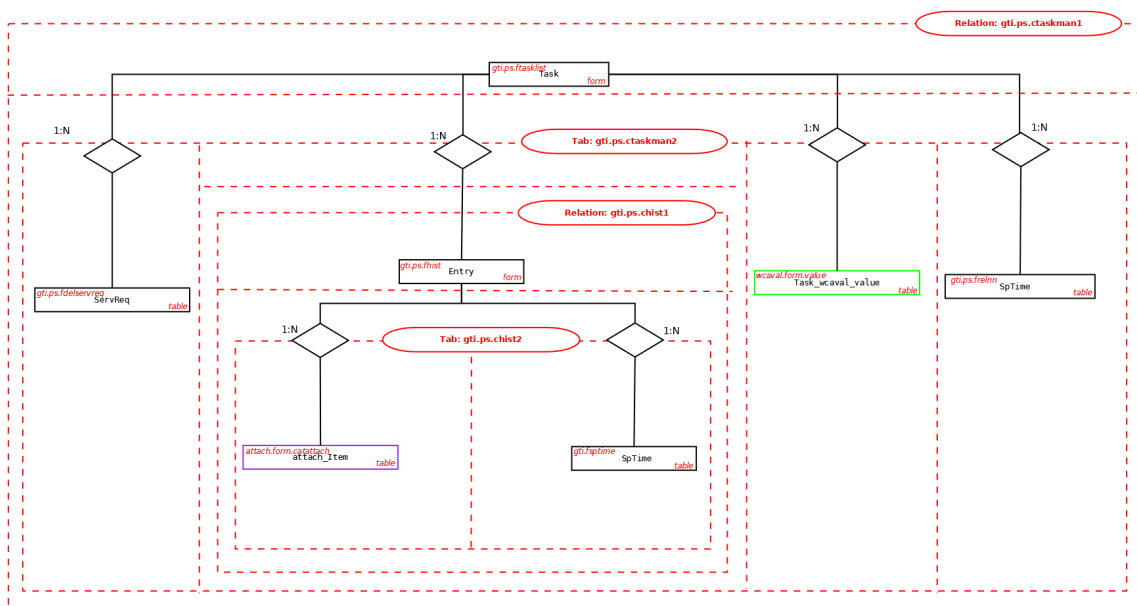 Relation: gti.ps.ctaskman1
gti.ps.ftasklist
Task
form
1:N
1:N
1:N
1:N
Tab: gti.ps.ctaskman2
Relation: gti.ps.chist1
gti.ps.fhist
Entry
form
wcaval.form.value
Task_wcaval_value
table
gti.ps.frelnn
SpTime
table
gti.ps.fdelservreq
ServReq
table
1:N
Tab: gti.ps.chist2
1:N
attach.form.catattach
attach_Item
table
gti.fsptime
SpTime
table